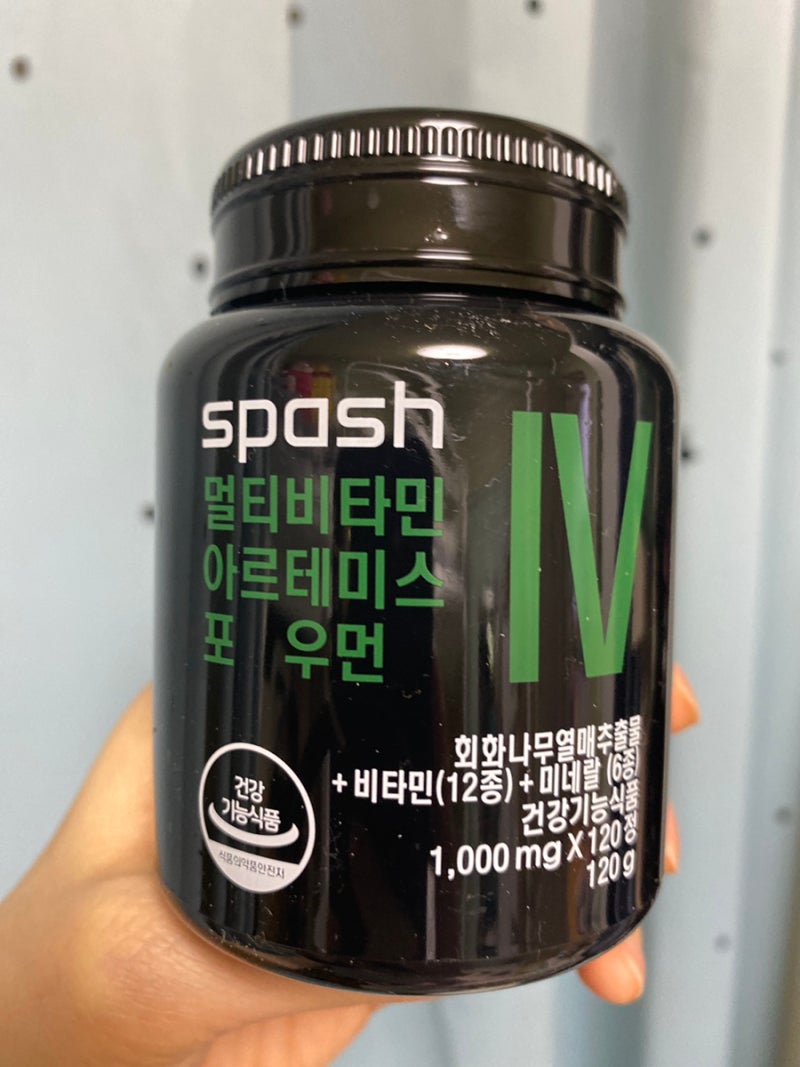 spash
멀티비타민
아르테미스
포 우먼
IV
회화나무열매추출물
+ 비타민(12종) + 미네랄 (6종)
건강기능식품
1,000 mg X 120 정
120 g
건강
기능식품
식품의약품안전처